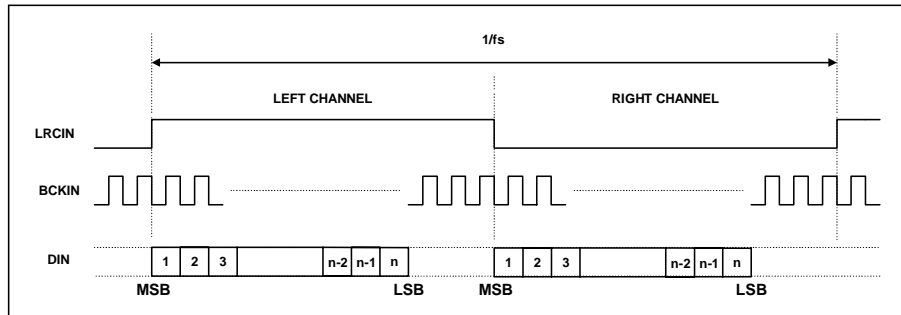 1/fs
LEFT CHANNEL RIGHT CHANNEL
LRCIN
BCKIN
DIN 1 2 3 n-2 n-1 n 1 2 3 n-2 n-1 n
MSB LSB MSB LSB